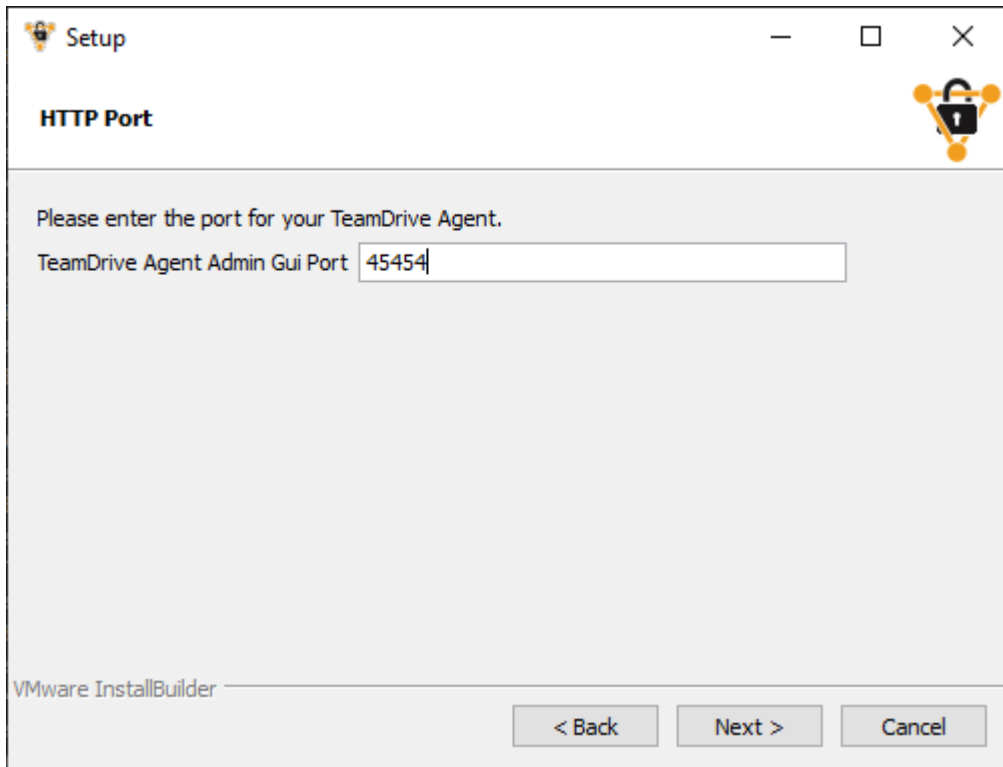 Setup
HTTP Port
Please enter the port for your TeamDrive Agent.
TeamDrive Agent Admin Gui Port 45454
VMware InstallBuilder
< Back Next > Cancel